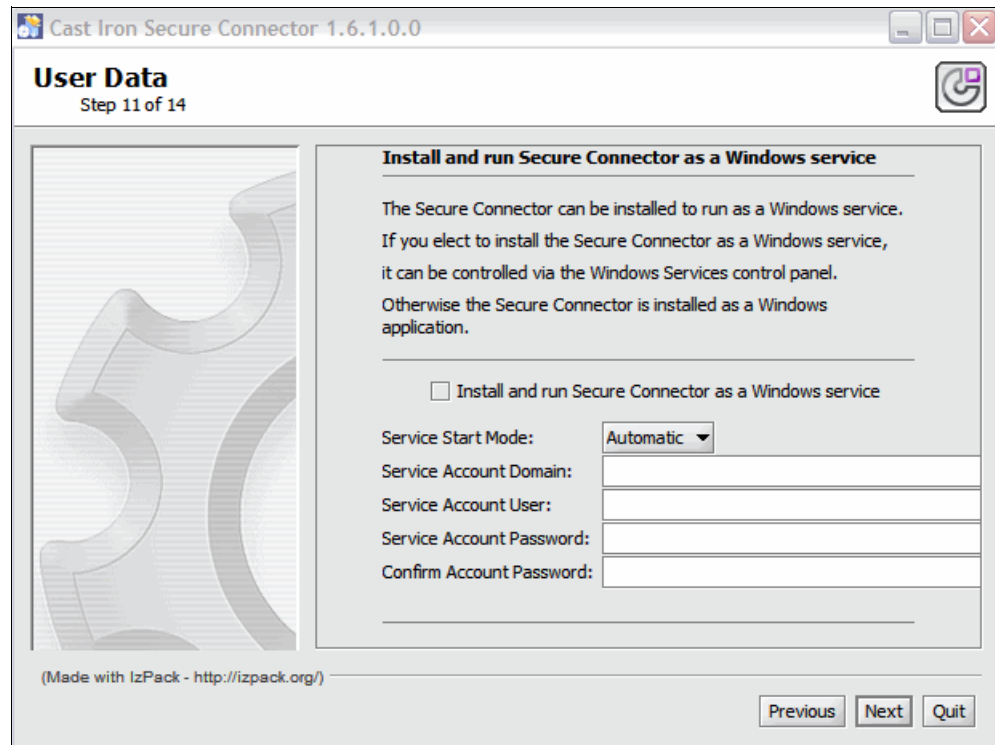 Cast Iron Secure Connector 1.6.1.0.0
User Data
Step 11 of 14
Install and run Secure Connector as a Windows service
The Secure Connector can be installed to run as a Windows service.
If you elect to install the Secure Connector as a Windows service,
it can be controlled via the Windows Services control panel.
Otherwise the Secure Connector is installed as a Windows
application.
Install and run Secure Connector as a Windows service
Service Start Mode: Automatic
Service Account Domain:
Service Account User:
Service Account Password:
Confirm Account Password:
(Made with IzPack - http://izpack.org/)
Previous Next Quit